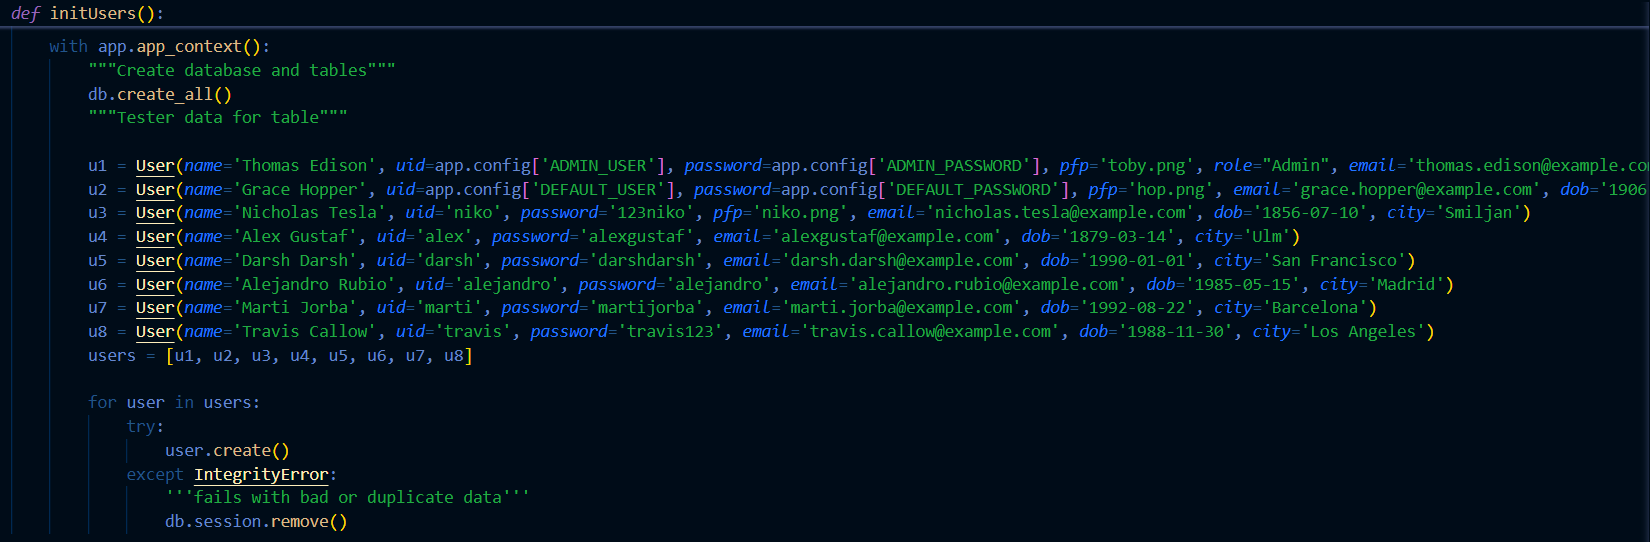 def initUsers():
    with app.app_context():
        """Create database and tables"""
        db.create_all()
        """Tester data for table"""

        u1 = User(name='Thomas Edison', uid=app.config['ADMIN_USER'], password=app.config['ADMIN_PASSWORD'], pfp='toby.png', role="Admin", email='thomas.edison@example.co
        u2 = User(name='Grace Hopper', uid=app.config['DEFAULT_USER'], password=app.config['DEFAULT_PASSWORD'], pfp='hop.png', email='grace.hopper@example.com', dob='1906
        u3 = User(name='Nicholas Tesla', uid='niko', password='123niko', pfp='niko.png', email='nicholas.tesla@example.com', dob='1856-07-10', city='Smiljan')
        u4 = User(name='Alex Gustaf', uid='alex', password='alexgustaf', email='alexgustaf@example.com', dob='1879-03-14', city='Ulm')
        u5 = User(name='Darsh Darsh', uid='darsh', password='darshdarsh', email='darsh.darsh@example.com', dob='1990-01-01', city='San Francisco')
        u6 = User(name='Alejandro Rubio', uid='alejandro', password='alejandro', email='alejandro.rubio@example.com', dob='1985-05-15', city='Madrid')
        u7 = User(name='Marti Jorba', uid='marti', password='martijorba', email='marti.jorba@example.com', dob='1992-08-22', city='Barcelona')
        u8 = User(name='Travis Callow', uid='travis', password='travis123', email='travis.callow@example.com', dob='1988-11-30', city='Los Angeles')
        users = [u1, u2, u3, u4, u5, u6, u7, u8]

        for user in users:
            try:
                user.create()
            except IntegrityError:
                '''fails with bad or duplicate data'''
                db.session.remove()